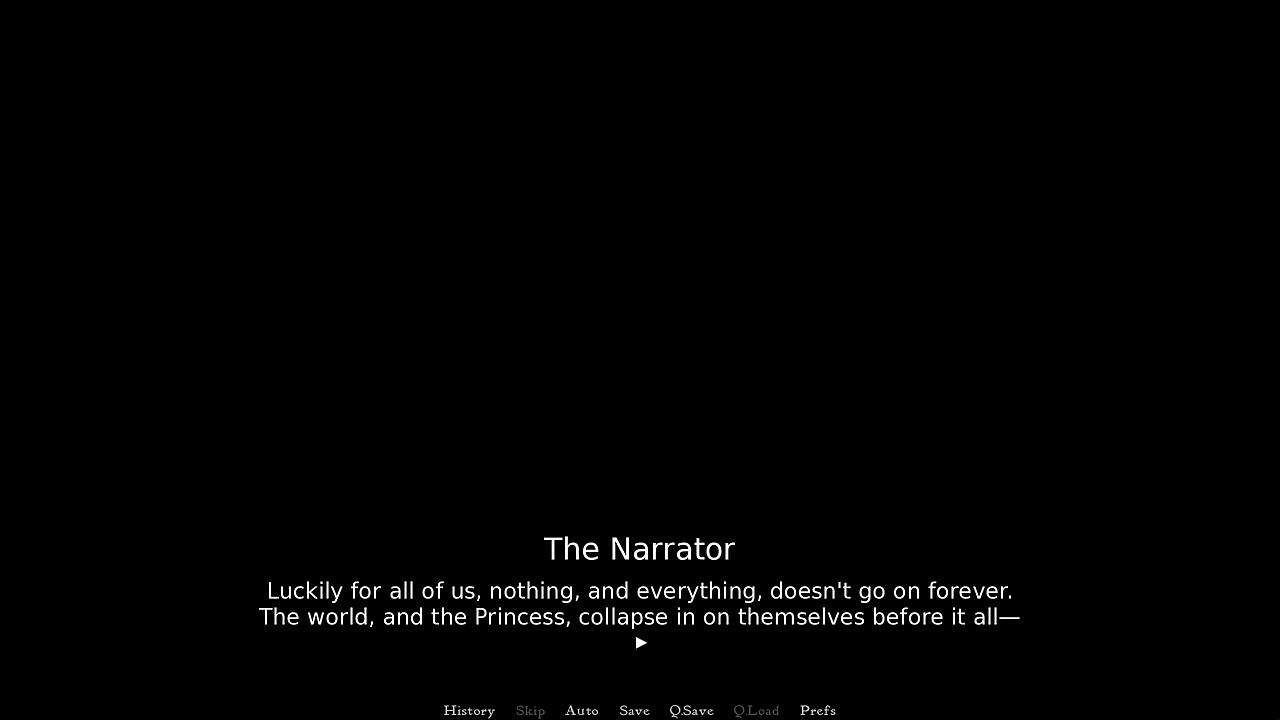 The Narrator
Luckily for all of us, nothing, and everything, doesn't go on forever.
The world, and the Princess, collapse in on themselves before it all—
History Skip Auto Save Q.Save Q.Load Prefs